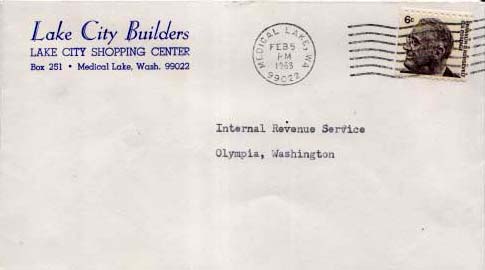 Lake City Builders
LAKE CITY SHOPPING CENTER
Box 251 • Medical Lake, Wash. 99022
MEDICAL LAKE, WA
FEB 5
PM
99022
6c
Internal Revenue Service
Olympia, Washington